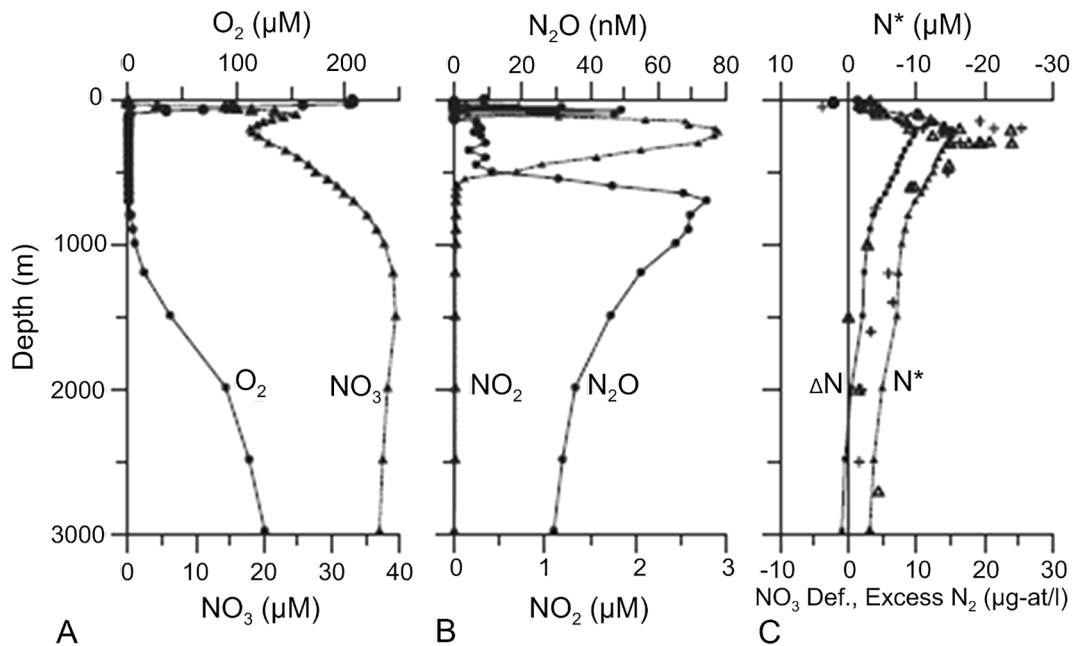 O₂ (µM)
0 100 200
N₂O (nM)
0 20 40 60 80
N* (µM)
10 0 -10 -20 -30
Depth (m)
0
1000
2000
3000
O₂
NO₃
NO₂
N₂O
ΔN
N*
0 10 20 30 40
NO₃ (µM)
0 1 2 3
NO₂ (µM)
-10 0 10 20 30
NO₃ Def., Excess N₂ (µg-at/l)
A
B
C